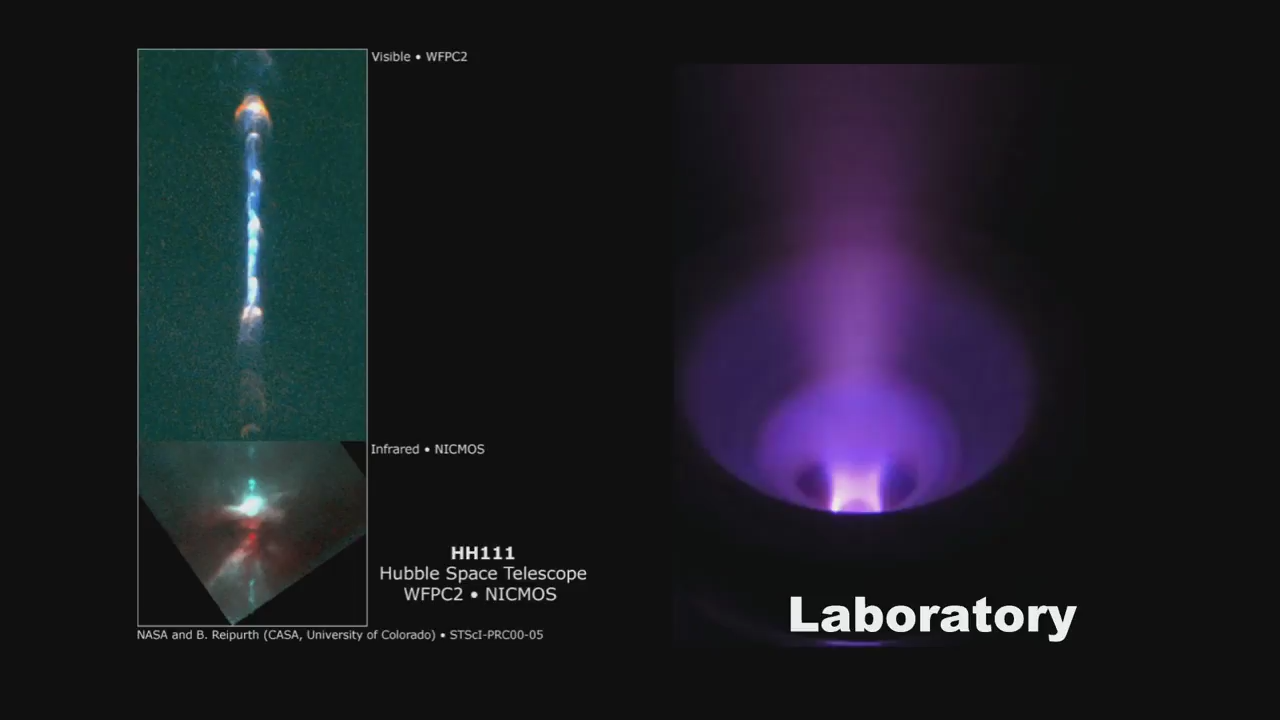 Visible • WFPC2
Infrared • NICMOS
HH111
Hubble Space Telescope
WFPC2 • NICMOS
NASA and B. Reipurth (CASA, University of Colorado) • STScI-PRC00-05
Laboratory